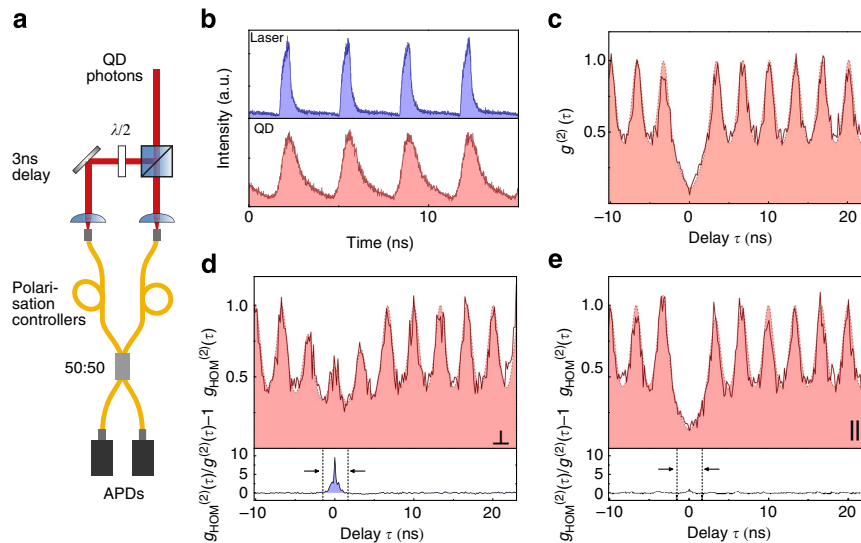 a
QD
photons
λ/2
3ns
delay
Polari-
sation
controllers
50:50
APDs
b
Laser
QD
Intensity (a.u.)
0
10
Time (ns)
c
g(2)(τ)
1.0
0.5
−10
0
10
20
Delay τ (ns)
d
gHOM(2)(τ)
1.0
0.5
⊥
gHOM(2)(τ)/g(2)(τ)−1
10
5
0
−10
0
10
20
Delay τ (ns)
e
gHOM(2)(τ)
1.0
0.5
||
gHOM(2)(τ)/g(2)(τ)−1
10
5
0
−10
0
10
20
Delay τ (ns)